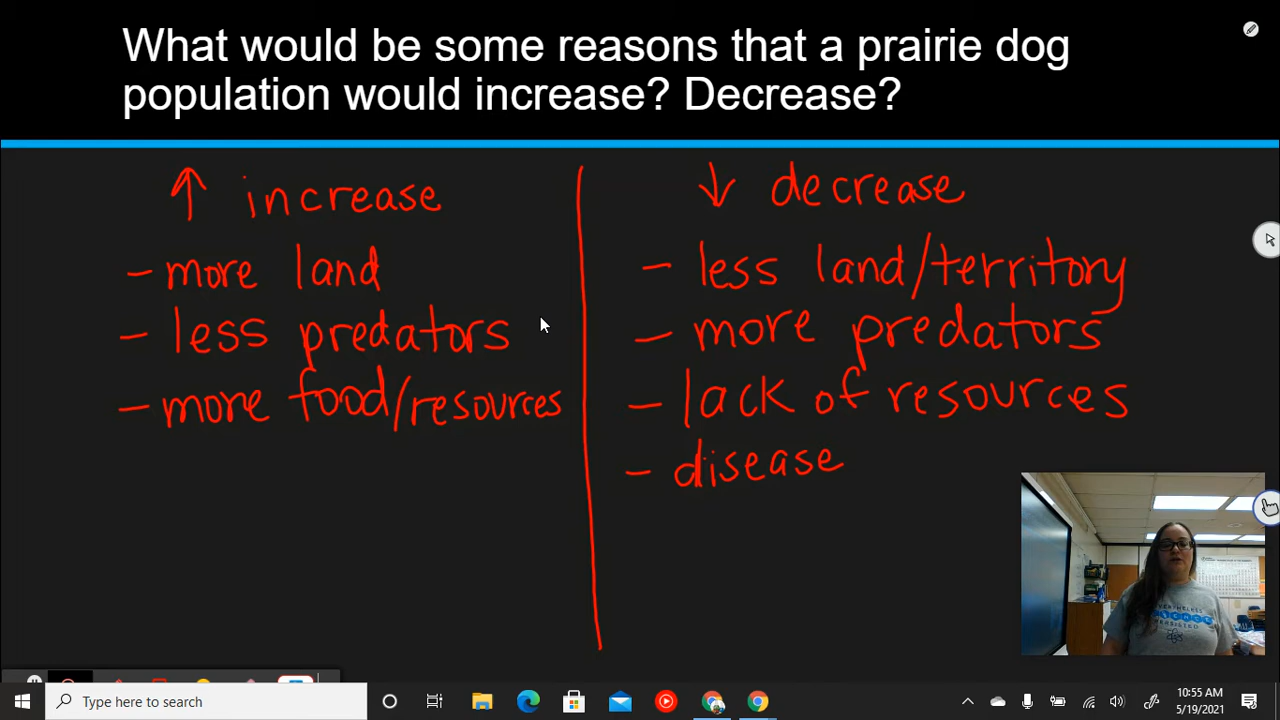 What would be some reasons that a prairie dog
population would increase? Decrease?
↑ increase
- more land
- less predators
- more food/resources
↓ decrease
- less land/territory
- more predators
- lack of resources
- disease
Type here to search
10:55 AM
5/19/2021